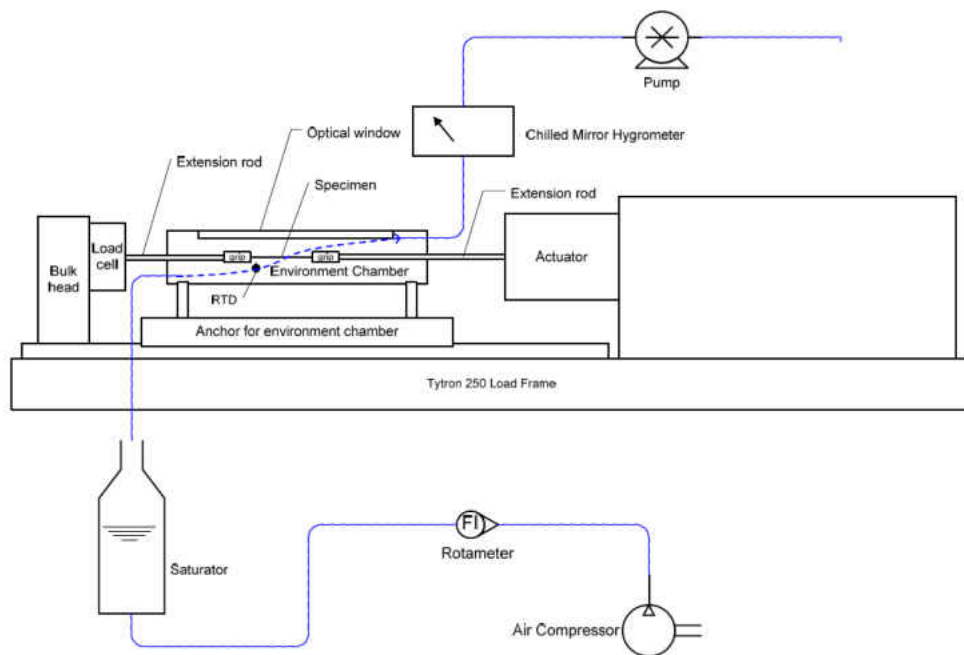 Pump
Optical window
Chilled Mirror Hygrometer
Extension rod
Specimen
Extension rod
Load
cell
grip
grip
Actuator
Bulk
head
Environment Chamber
RTD
Anchor for environment chamber
Tytron 250 Load Frame
FI
Rotameter
Saturator
Air Compressor